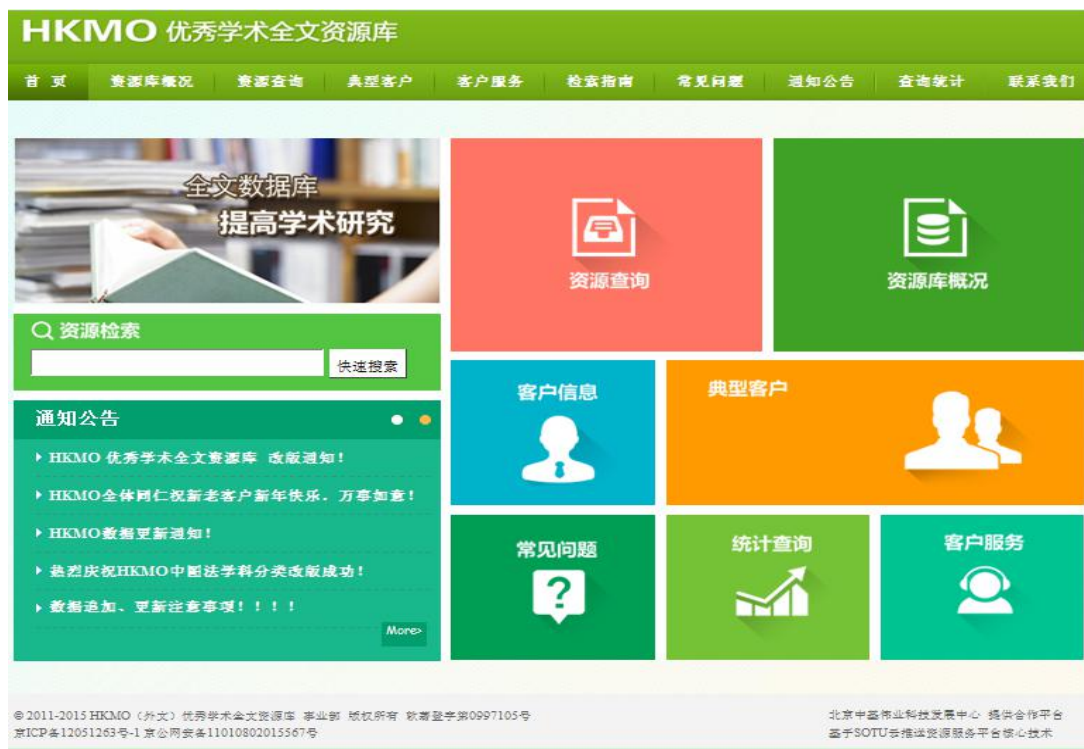 HKMO 优秀学术全文资源库
首 页 资源库概况 资源查询 典型客户 客户服务 检索指南 常见问题 通知公告 查询统计 联系我们
全文数据库
提高学术研究
资源查询
资源库概况
资源检索
快速搜索
客户信息
典型客户
通知公告
HKMO 优秀学术全文资源库 改版通知!
HKMO全体同仁祝新老客户新年快乐、万事如意!
HKMO数据更新通知!
热烈庆祝HKMO中图法学科分类改版成功!
数据追加、更新注意事项!!!!
More>
常见问题
?
统计查询
客户服务
©2011-2015 HKMO(外文)优秀学术全文资源库 事业部 版权所有 软著登字第0997105号
京ICP备12051263号-1 京公网安备11010802015567号
北京中基伟业科技发展中心 提供合作平台
基于SOTU云推送资源服务平台核心技术